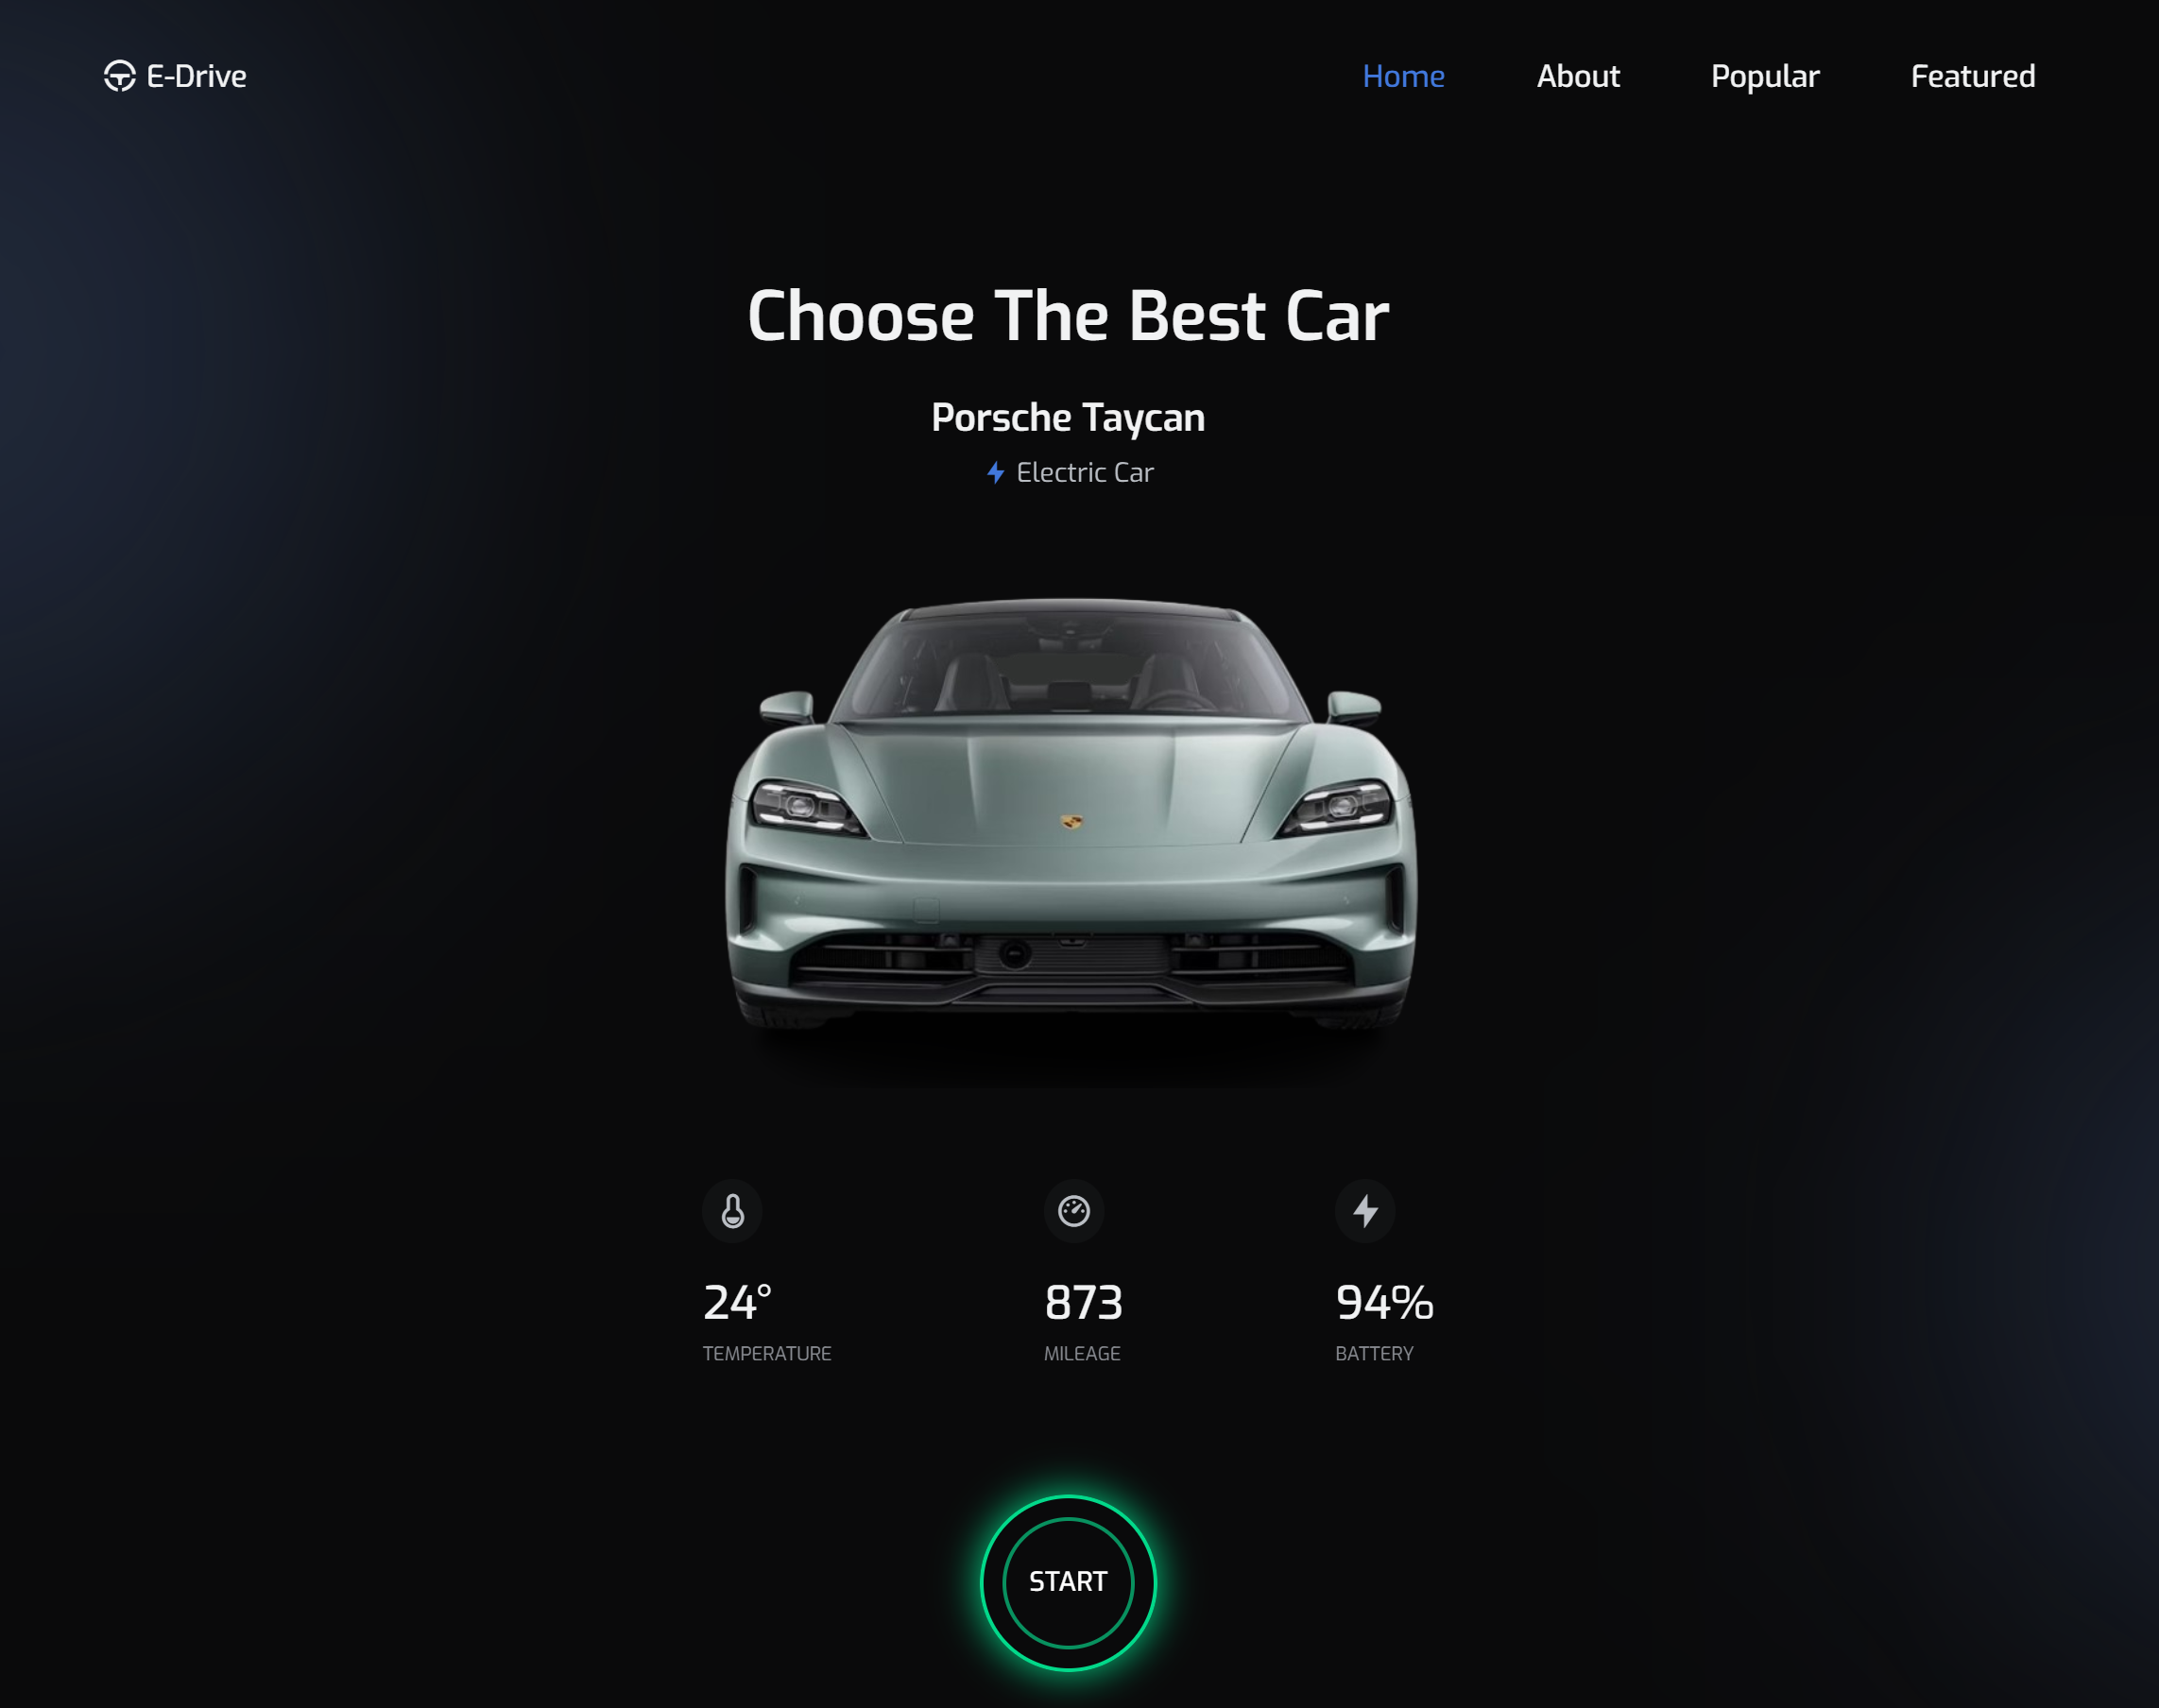 E-Drive
Home
About
Popular
Featured
Choose The Best Car
Porsche Taycan
Electric Car
24°
873
94%
TEMPERATURE
MILEAGE
BATTERY
START